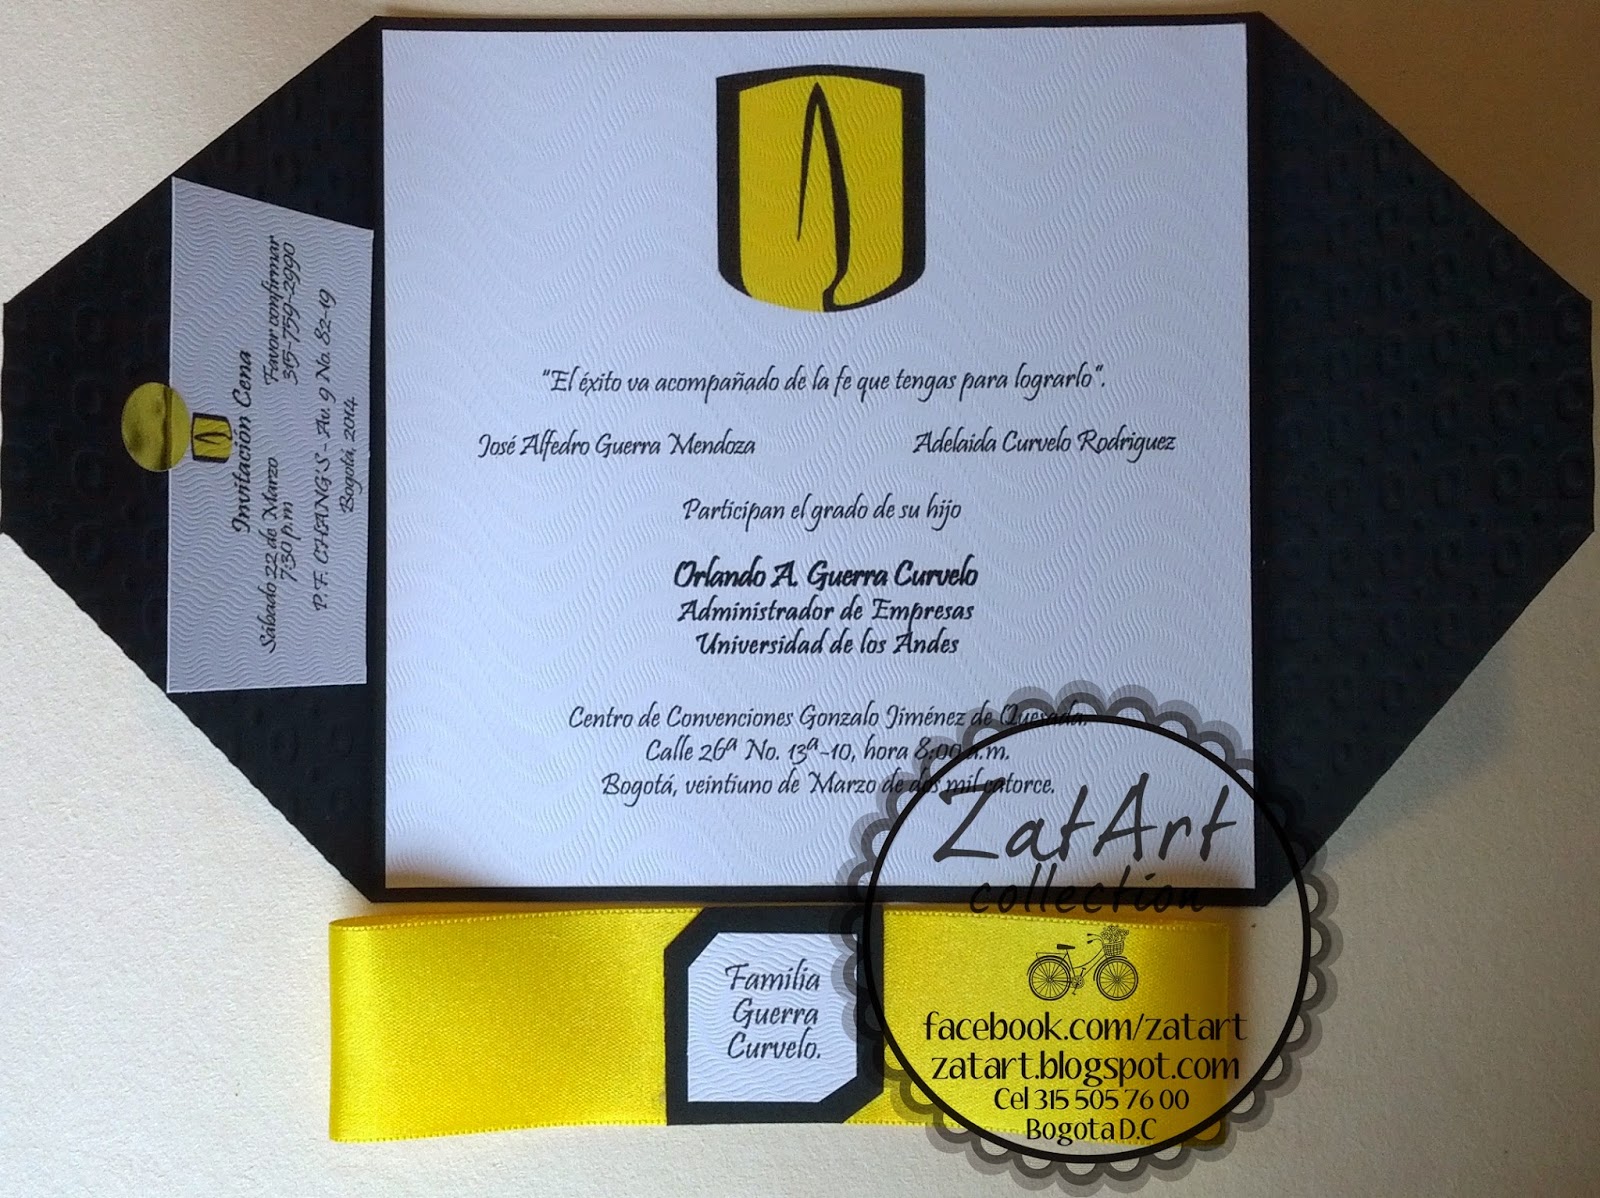 "El éxito va acompañado de la fe que tengas para lograrlo".
José Alfedro Guerra Mendoza
Adelaida Curvelo Rodriguez
Participan el grado de su hijo
Orlando A. Guerra Curvelo
Administrador de Empresas
Universidad de los Andes
Centro de Convenciones Gonzalo Jiménez de Quesada.
Calle 26ª No. 13ª-10, hora 8:00 a.m.
Bogotá, veintiuno de Marzo de dos mil catorce.
Invitación Cena
Sábado 22 de Marzo
7:30 p.m
Favor confirmar
315-759-2990
P.F. CHANG'S - Av. 9 No. 82-19
Bogotá, 2014
Familia
Guerra
Curvelo.
ZatArt
collection
facebook.com/zatart
zatart.blogspot.com
Cel 315 505 76 00
Bogota D.C